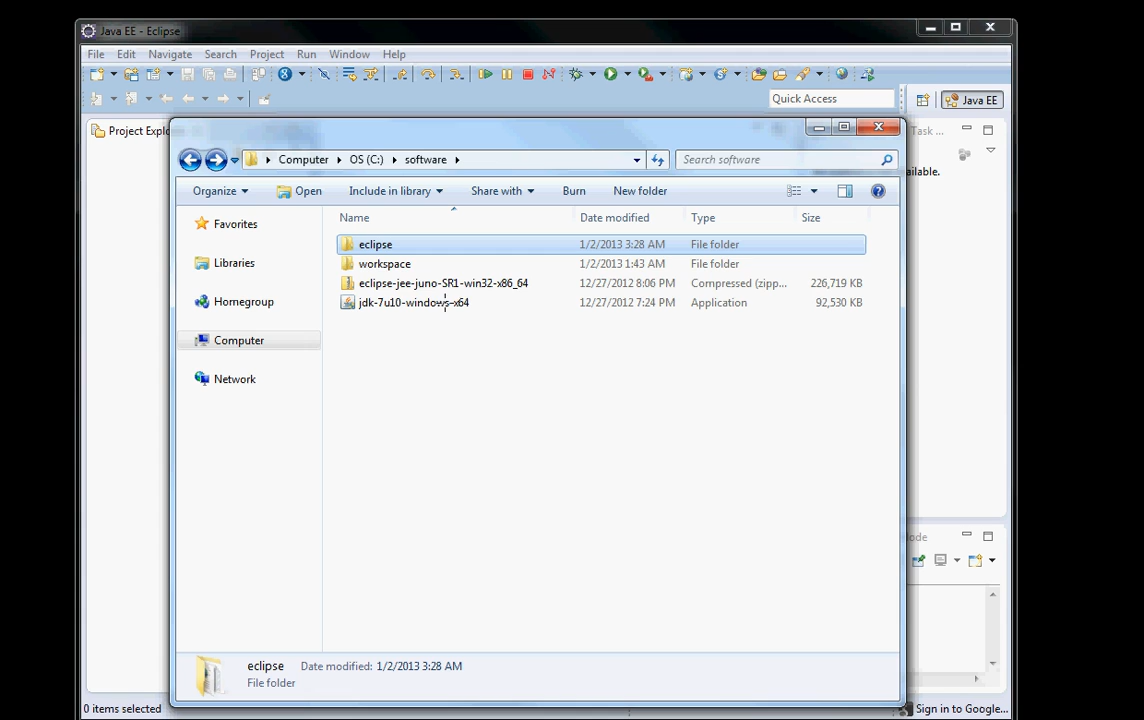 Java EE - Eclipse
File Edit Navigate Search Project Run Window Help
Quick Access
Java EE
Project Explo
Task ...
ailable.
Computer OS (C:) software
Search software
Organize Open Include in library Share with Burn New folder
Name Date modified Type Size
Favorites
Libraries
Homegroup
Computer
Network
eclipse 1/2/2013 3:28 AM File folder
workspace 1/2/2013 1:43 AM File folder
eclipse-jee-juno-SR1-win32-x86_64 12/27/2012 8:06 PM Compressed (zipp... 226,719 KB
jdk-7u10-windows-x64 12/27/2012 7:24 PM Application 92,530 KB
ode
eclipse Date modified: 1/2/2013 3:28 AM
File folder
0 items selected
Sign in to Google...